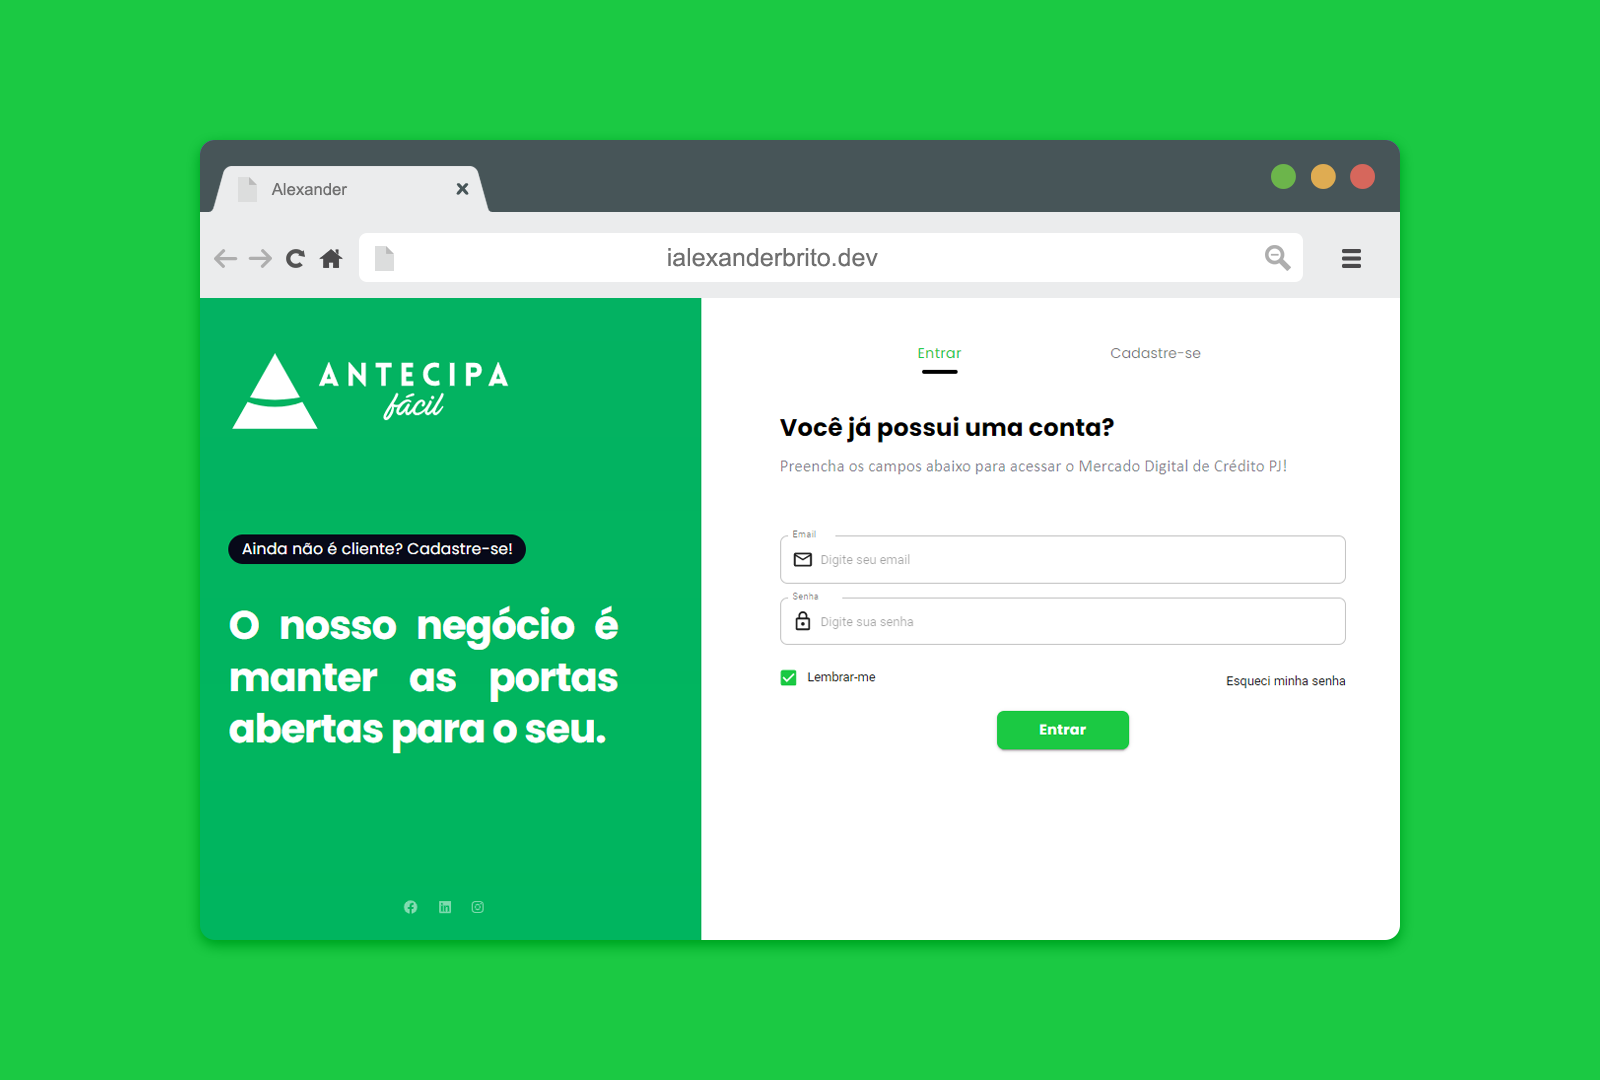 Alexander
ialexanderbrito.dev
ANTECIPA
fácil
Ainda não é cliente? Cadastre-se!
O nosso negócio é
manter as portas
abertas para o seu.
Entrar
Cadastre-se
Você já possui uma conta?
Preencha os campos abaixo para acessar o Mercado Digital de Crédito PJ!
Email
Digite seu email
Senha
Digite sua senha
Lembrar-me
Esqueci minha senha
Entrar